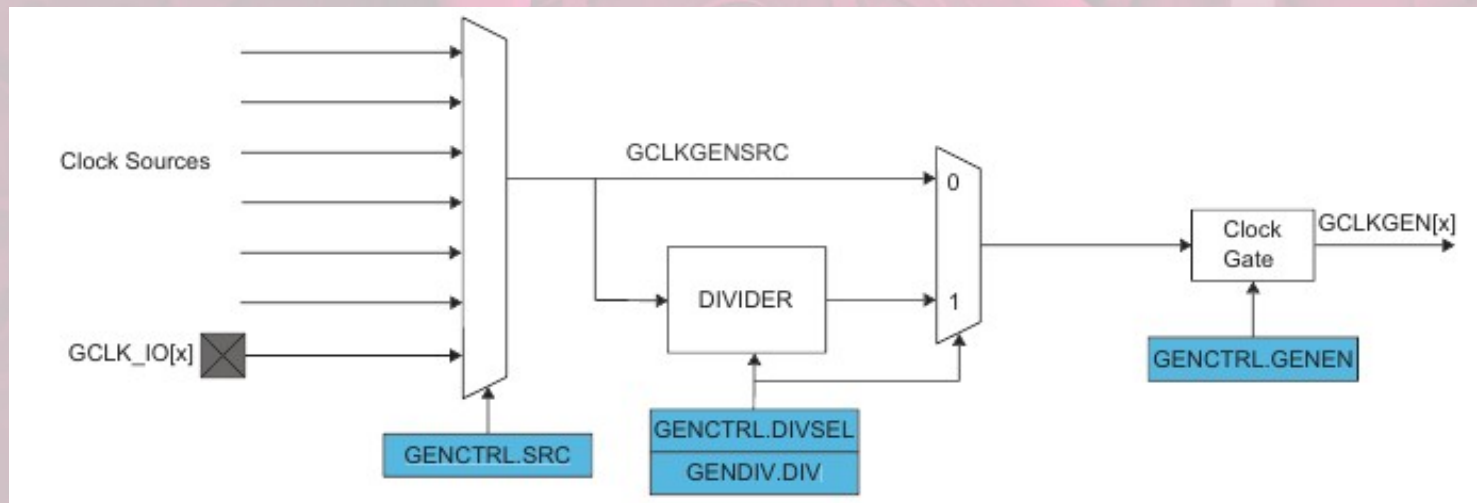 Clock Sources
GCLK_IO[x]
GENCTRL.SRC
GCLKGENSRC
0
DIVIDER
1
GENCTRL.DIVSEL
GENDIV.DIV
Clock
Gate
GCLKGEN[x]
GENCTRL.GENEN